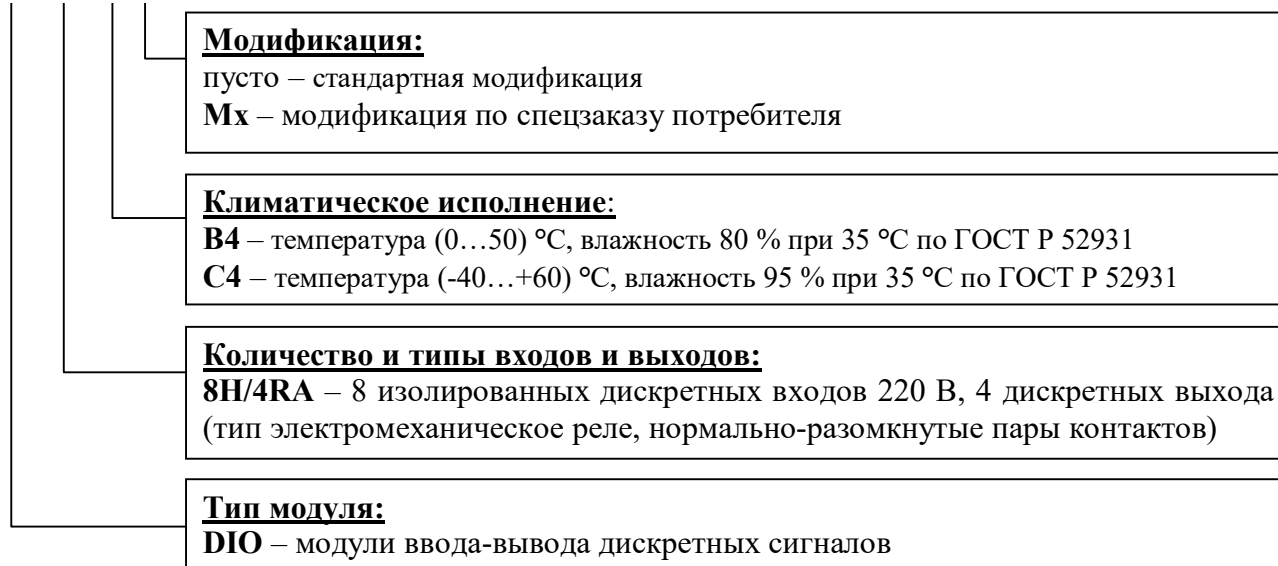 Модификация:
пусто – стандартная модификация
Мх – модификация по спецзаказу потребителя
Климатическое исполнение:
В4 – температура (0…50) °С, влажность 80 % при 35 °С по ГОСТ Р 52931
С4 – температура (-40…+60) °С, влажность 95 % при 35 °С по ГОСТ Р 52931
Количество и типы входов и выходов:
8H/4RA – 8 изолированных дискретных входов 220 В, 4 дискретных выхода
(тип электромеханическое реле, нормально-разомкнутые пары контактов)
Тип модуля:
DIO – модули ввода-вывода дискретных сигналов